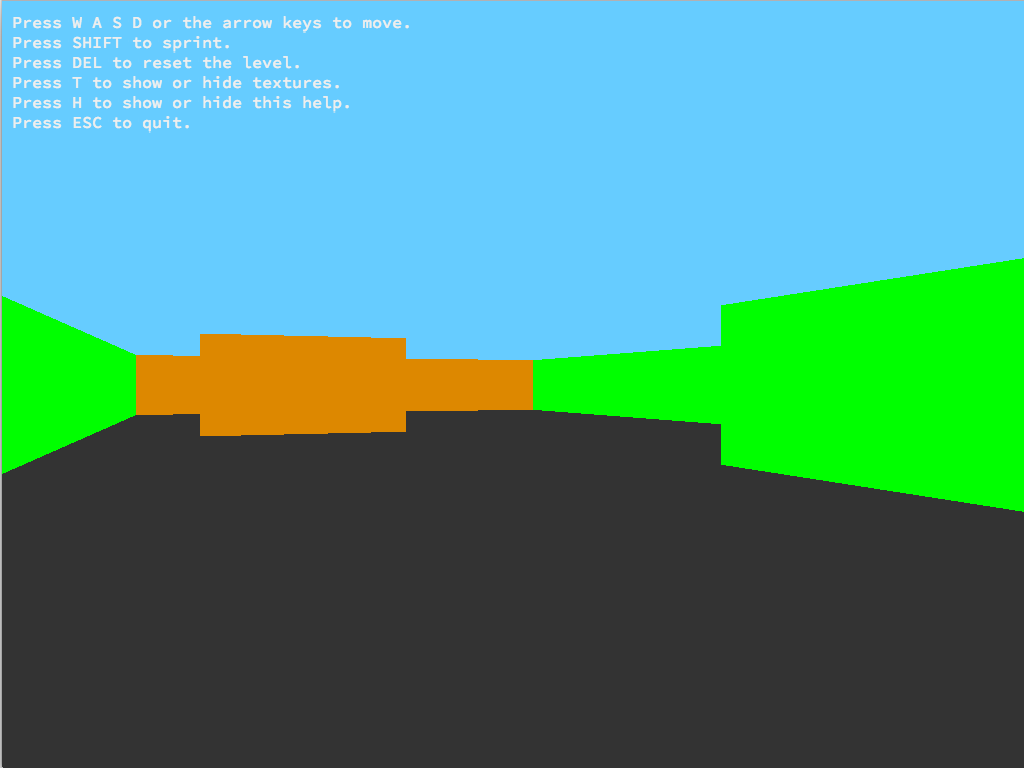 Press W A S D or the arrow keys to move.
Press SHIFT to sprint.
Press DEL to reset the level.
Press T to show or hide textures.
Press H to show or hide this help.
Press ESC to quit.